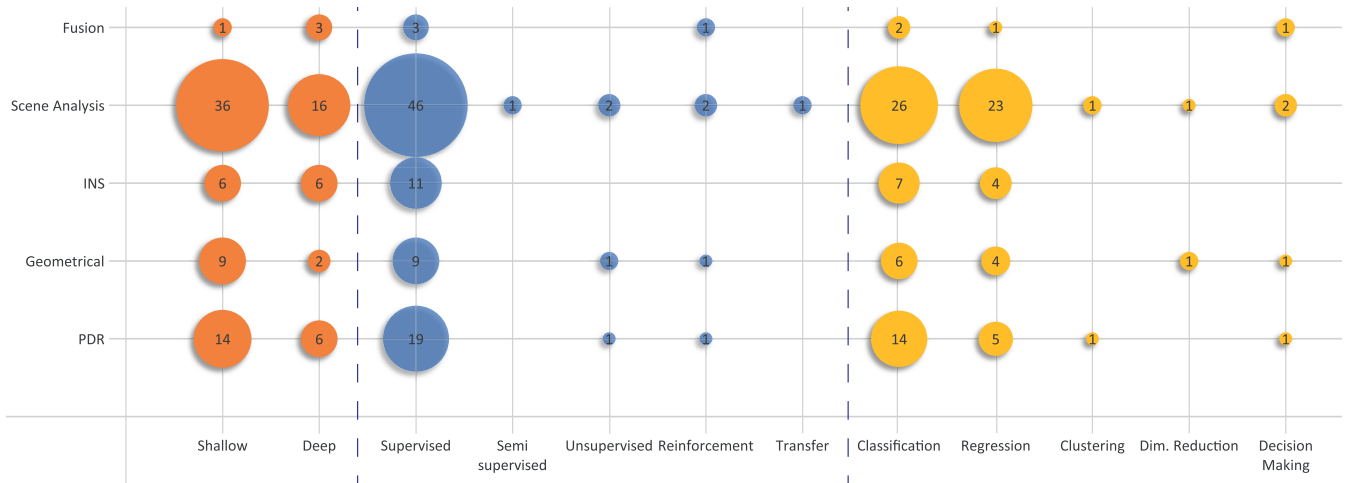 Fusion 1 3 3 1 2 1 1
Scene Analysis 36 16 46 1 2 2 1 26 23 1 1 2
INS 6 6 11 7 4
Geometrical 9 2 9 1 1 6 4 1 1
PDR 14 6 19 1 1 14 5 1 1
Shallow Deep Supervised Semi Unsupervised Reinforcement Transfer Classification Regression Clustering Dim. Reduction Decision
supervised Making